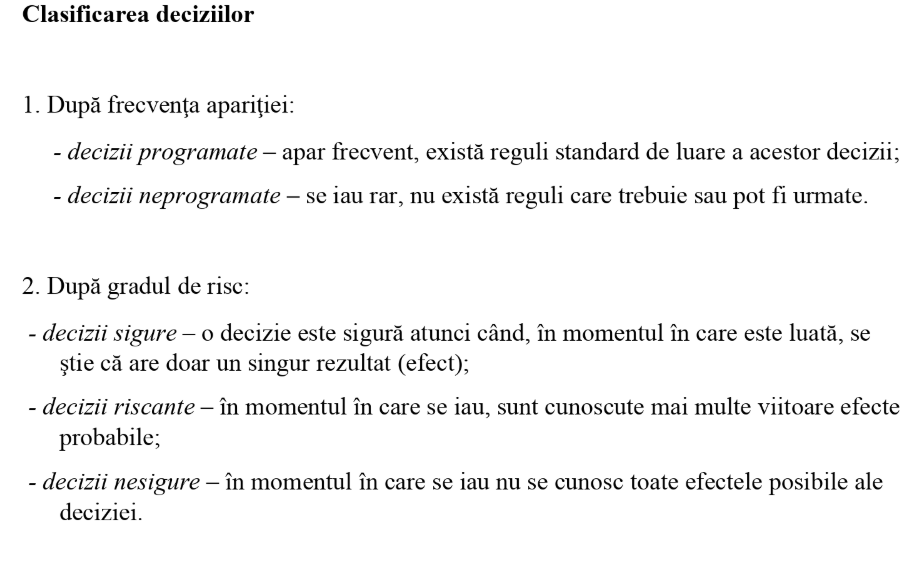 Clasificarea deciziilor
1. După frecvenţa apariţiei:
- decizii programate – apar frecvent, există reguli standard de luare a acestor decizii;
- decizii neprogramate – se iau rar, nu există reguli care trebuie sau pot fi urmate.
2. După gradul de risc:
- decizii sigure – o decizie este sigură atunci când, în momentul în care este luată, se
ştie că are doar un singur rezultat (efect);
- decizii riscante – în momentul în care se iau, sunt cunoscute mai multe viitoare efecte
probabile;
- decizii nesigure – în momentul în care se iau nu se cunosc toate efectele posibile ale
deciziei.